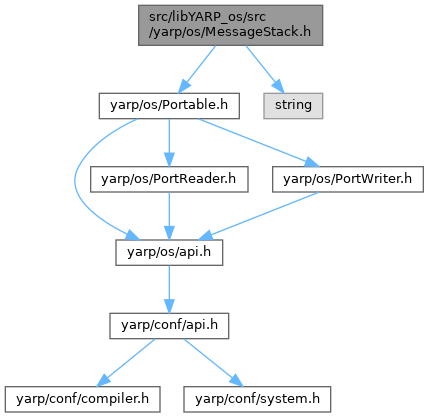 src/libYARP_os/src
/yarp/os/MessageStack.h
yarp/os/Portable.h
string
yarp/os/PortReader.h
yarp/os/PortWriter.h
yarp/os/api.h
yarp/conf/api.h
yarp/conf/compiler.h
yarp/conf/system.h